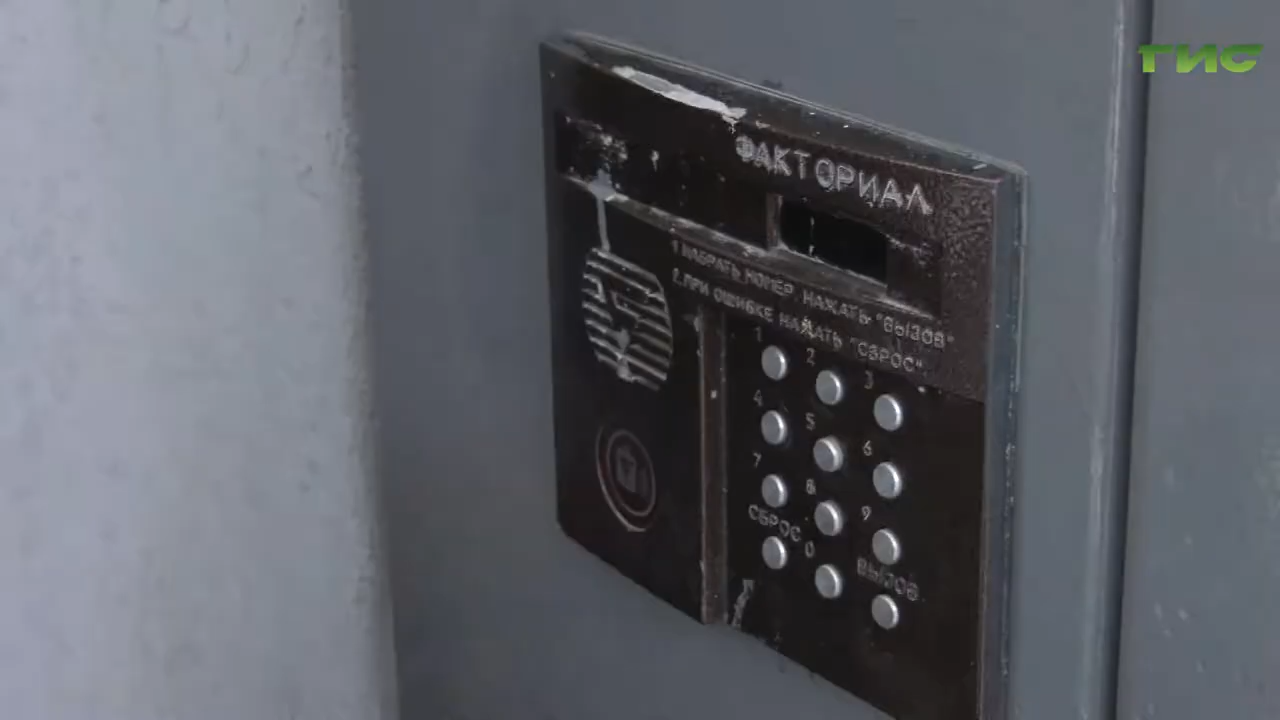 ГИС
ФАКТОРИАЛ
1 НАБРАТЬ НОМЕР, НАЖАТЬ "ВЫЗОВ"
2. ПРИ ОШИБКЕ НАЖАТЬ "СБРОС"
1 2 3
4 5 6
7 8 9
СБРОС 0 ВЫЗОВ